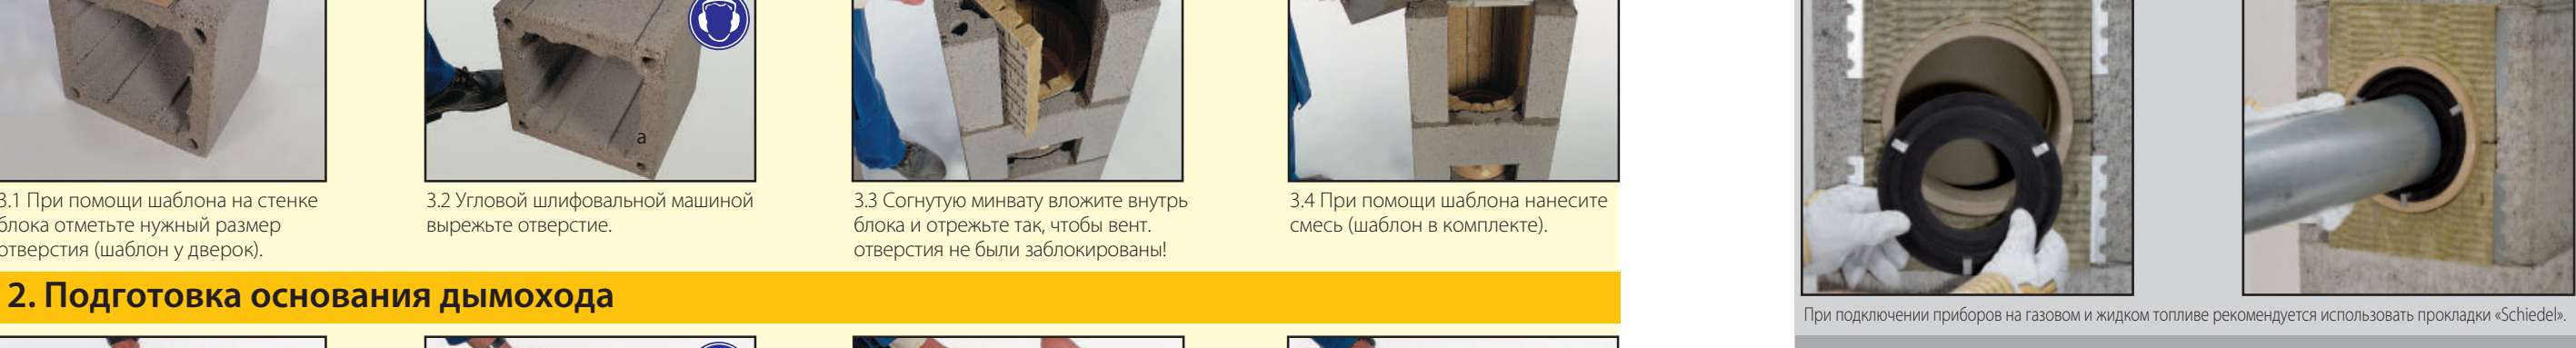 a
3.1 При помощи шаблона на стенке
блока отметьте нужный размер
отверстия (шаблон у дверок).
3.2 Угловой шлифовальной машиной
вырежьте отверстие.
3.3 Согнутую минвату вложите внутрь
блока и отрежьте так, чтобы вент.
отверстия не были заблокированы!
3.4 При помощи шаблона нанесите
смесь (шаблон в комплекте).
2. Подготовка основания дымохода
При подключении приборов на газовом и жидком топливе рекомендуется использовать прокладки «Schiedel».